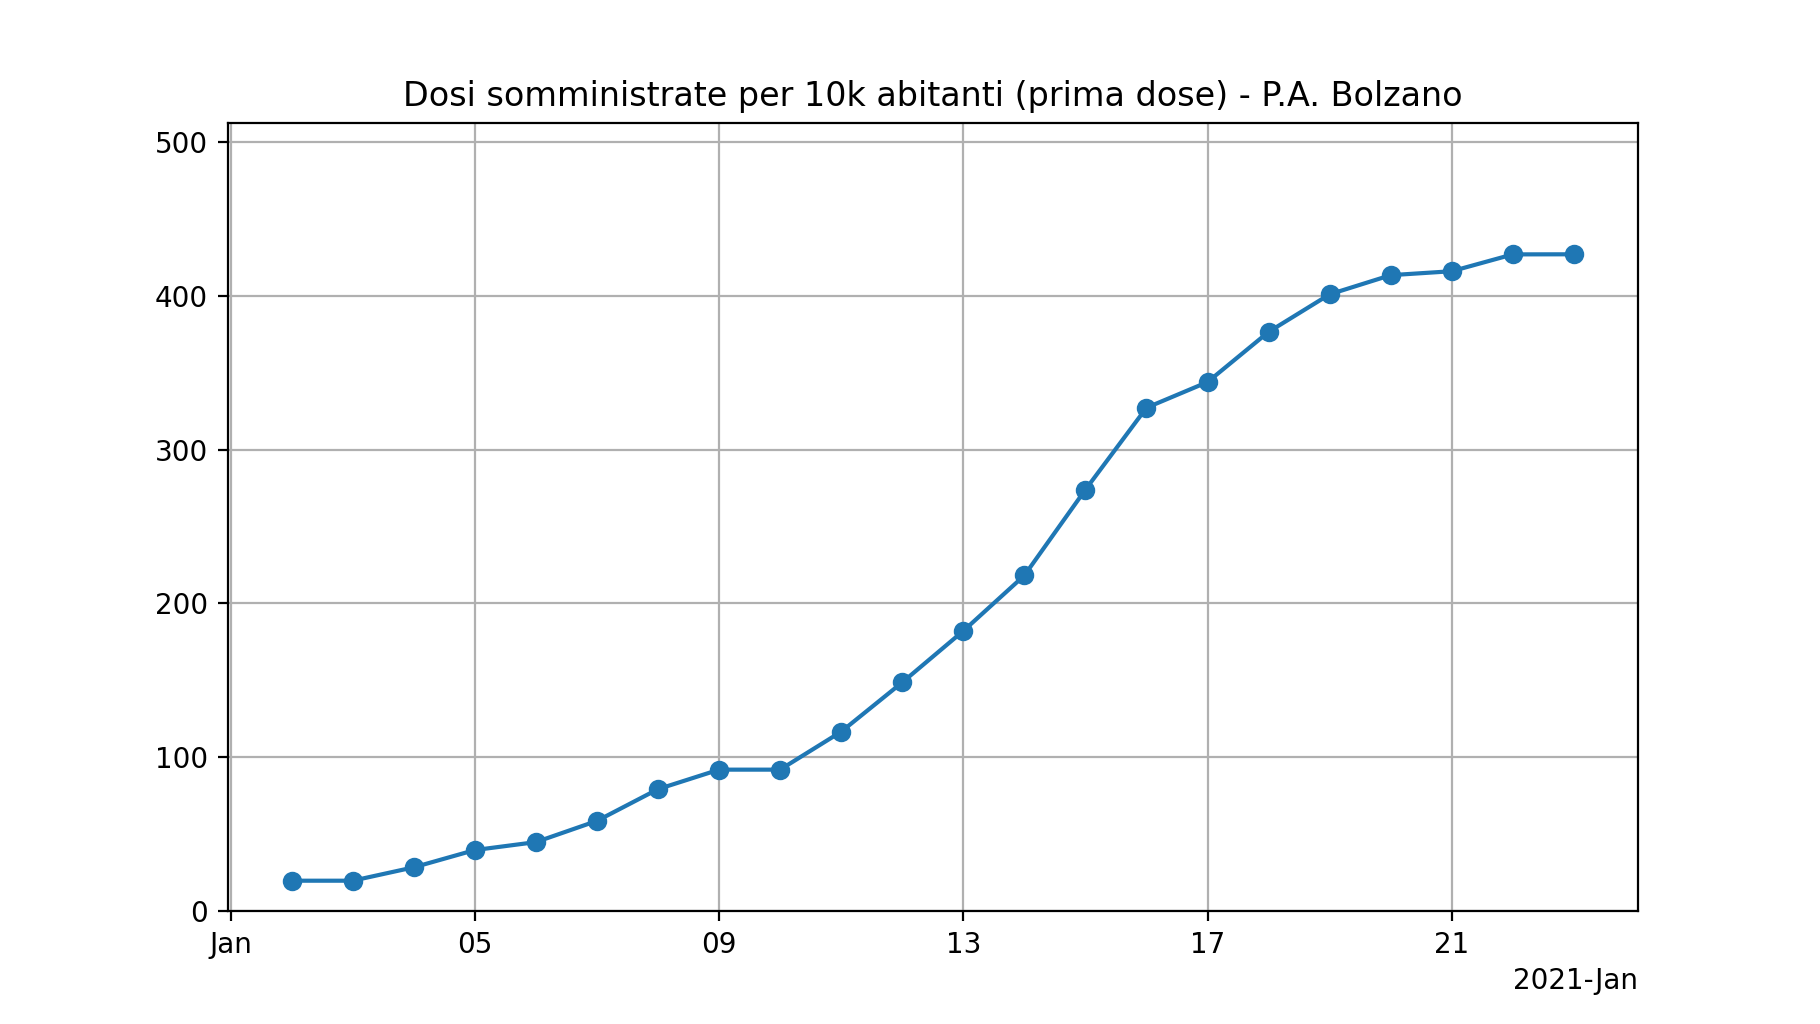 Dosi somministrate per 10k abitanti (prima dose) - P.A. Bolzano
500
400
300
200
100
0
Jan 05 09 13 17 21
2021-Jan